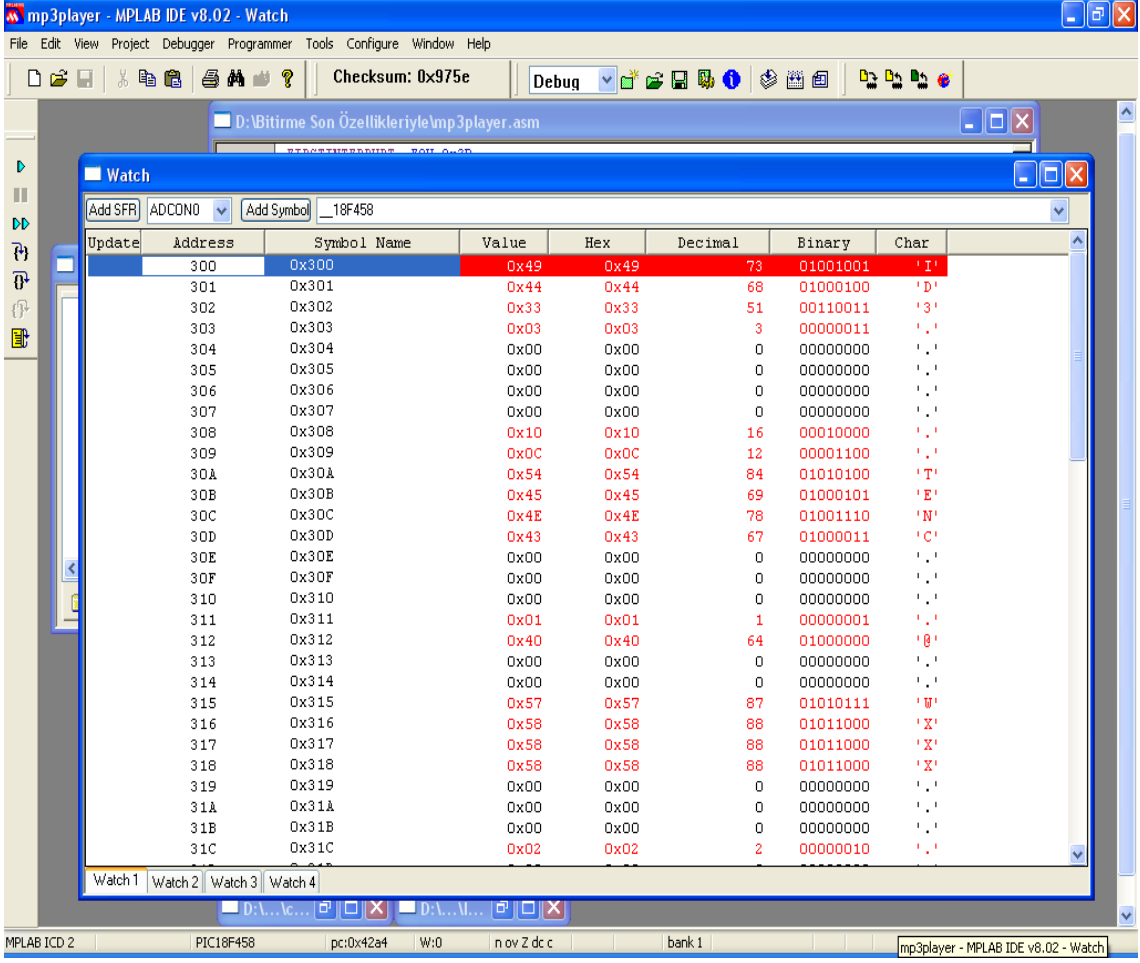 mp3player - MPLAB IDE v8.02 - Watch
File Edit View Project Debugger Programmer Tools Configure Window Help
Checksum: 0x975e Debug
D:\Bitirme Son Özellikleriyle\mp3player.asm
Watch
Add SFR ADCON0 Add Symbol __18F458
Update Address Symbol Name Value Hex Decimal Binary Char
300 0x300 0x49 0x49 73 01001001 'I'
301 0x301 0x44 0x44 68 01000100 'D'
302 0x302 0x33 0x33 51 00110011 '3'
303 0x303 0x03 0x03 3 00000011 '.'
304 0x304 0x00 0x00 0 00000000 '.'
305 0x305 0x00 0x00 0 00000000 '.'
306 0x306 0x00 0x00 0 00000000 '.'
307 0x307 0x00 0x00 0 00000000 '.'
308 0x308 0x10 0x10 16 00010000 '.'
309 0x309 0x0C 0x0C 12 00001100 '.'
30A 0x30A 0x54 0x54 84 01010100 'T'
30B 0x30B 0x45 0x45 69 01000101 'E'
30C 0x30C 0x4E 0x4E 78 01001110 'N'
30D 0x30D 0x43 0x43 67 01000011 'C'
30E 0x30E 0x00 0x00 0 00000000 '.'
30F 0x30F 0x00 0x00 0 00000000 '.'
310 0x310 0x00 0x00 0 00000000 '.'
311 0x311 0x01 0x01 1 00000001 '.'
312 0x312 0x40 0x40 64 01000000 '@'
313 0x313 0x00 0x00 0 00000000 '.'
314 0x314 0x00 0x00 0 00000000 '.'
315 0x315 0x57 0x57 87 01010111 'W'
316 0x316 0x58 0x58 88 01011000 'X'
317 0x317 0x58 0x58 88 01011000 'X'
318 0x318 0x58 0x58 88 01011000 'X'
319 0x319 0x00 0x00 0 00000000 '.'
31A 0x31A 0x00 0x00 0 00000000 '.'
31B 0x31B 0x00 0x00 0 00000000 '.'
31C 0x31C 0x02 0x02 2 00000010 '.'
Watch 1 Watch 2 Watch 3 Watch 4
D:\...\c... D:\...\l...
MPLAB ICD 2 PIC18F458 pc:0x42a4 W:0 n ov Z dc c bank 1 mp3player - MPLAB IDE v8.02 - Watch